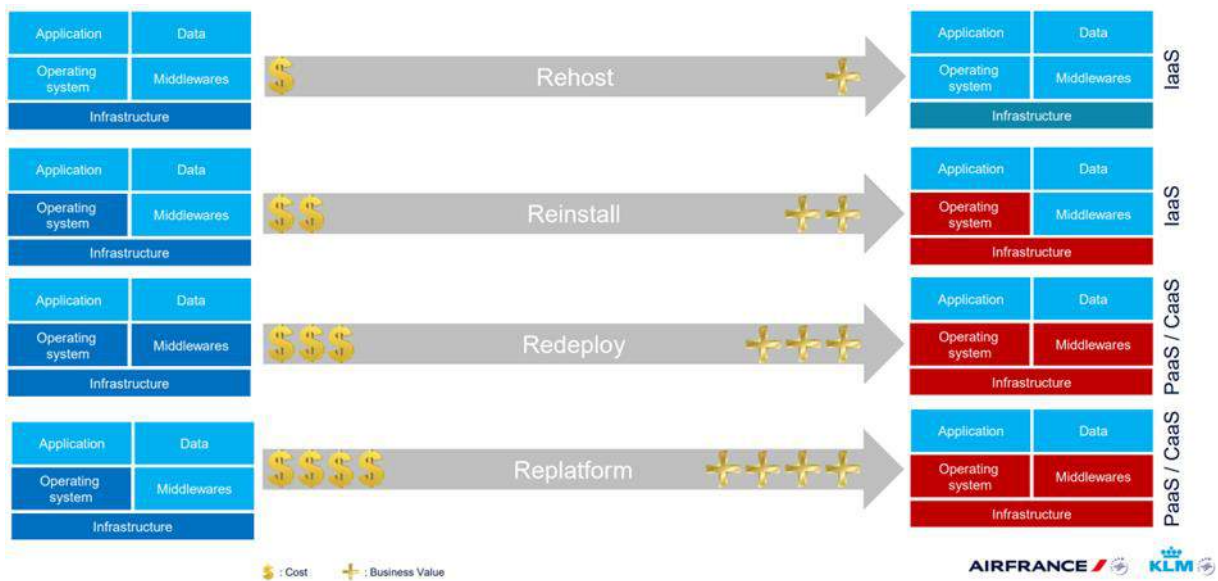 Application Data
Operating system Middlewares
Infrastructure
$ Rehost +
Application Data
Operating system Middlewares
Infrastructure
IaaS
Application Data
Operating system Middlewares
Infrastructure
$$ Reinstall ++
Application Data
Operating system Middlewares
Infrastructure
IaaS
Application Data
Operating system Middlewares
Infrastructure
$$$ Redeploy +++
Application Data
Operating system Middlewares
Infrastructure
PaaS / CaaS
Application Data
Operating system Middlewares
Infrastructure
$$$$ Replatform ++++
Application Data
Operating system Middlewares
Infrastructure
PaaS / CaaS
$ : Cost + : Business Value
AIRFRANCE KLM